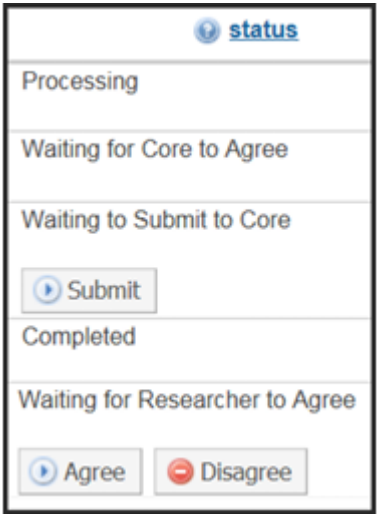 status
Processing
Waiting for Core to Agree
Waiting to Submit to Core
Submit
Completed
Waiting for Researcher to Agree
Agree Disagree